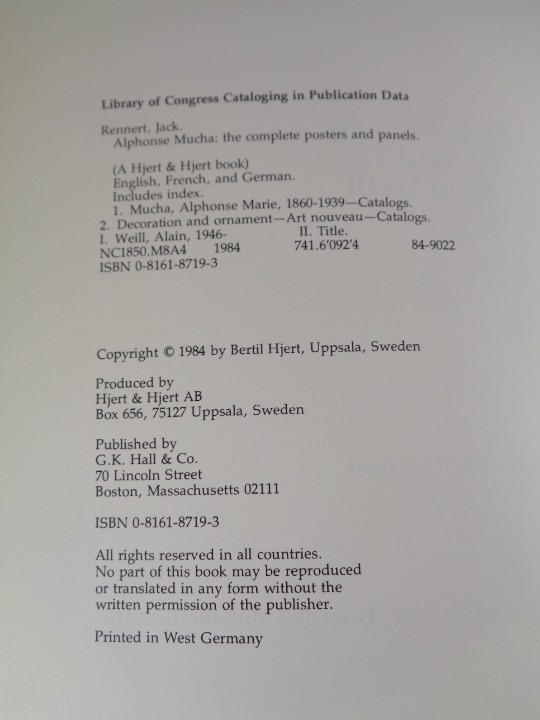 Library of Congress Cataloging in Publication Data
Rennert, Jack.
Alphonse Mucha: the complete posters and panels.
(A Hjert & Hjert book)
English, French, and German.
Includes index.
1. Mucha, Alphonse Marie, 1860-1939—Catalogs.
2. Decoration and ornament—Art nouveau—Catalogs.
I. Weill, Alain, 1946- II. Title.
NC1850.M8A4 1984 741.6'092'4 84-9022
ISBN 0-8161-8719-3
Copyright © 1984 by Bertil Hjert, Uppsala, Sweden
Produced by
Hjert & Hjert AB
Box 656, 75127 Uppsala, Sweden
Published by
G.K. Hall & Co.
70 Lincoln Street
Boston, Massachusetts 02111
ISBN 0-8161-8719-3
All rights reserved in all countries.
No part of this book may be reproduced
or translated in any form without the
written permission of the publisher.
Printed in West Germany